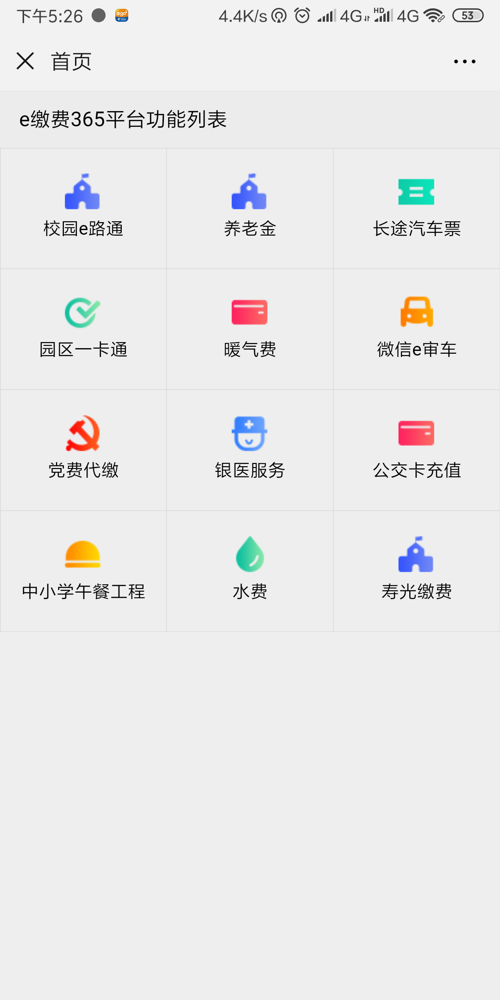 下午5:26 4.4K/s 4G HD 4G 53
首页
e缴费365平台功能列表
校园e路通 养老金 长途汽车票
园区一卡通 暖气费 微信e审车
党费代缴 银医服务 公交卡充值
中小学午餐工程 水费 寿光缴费